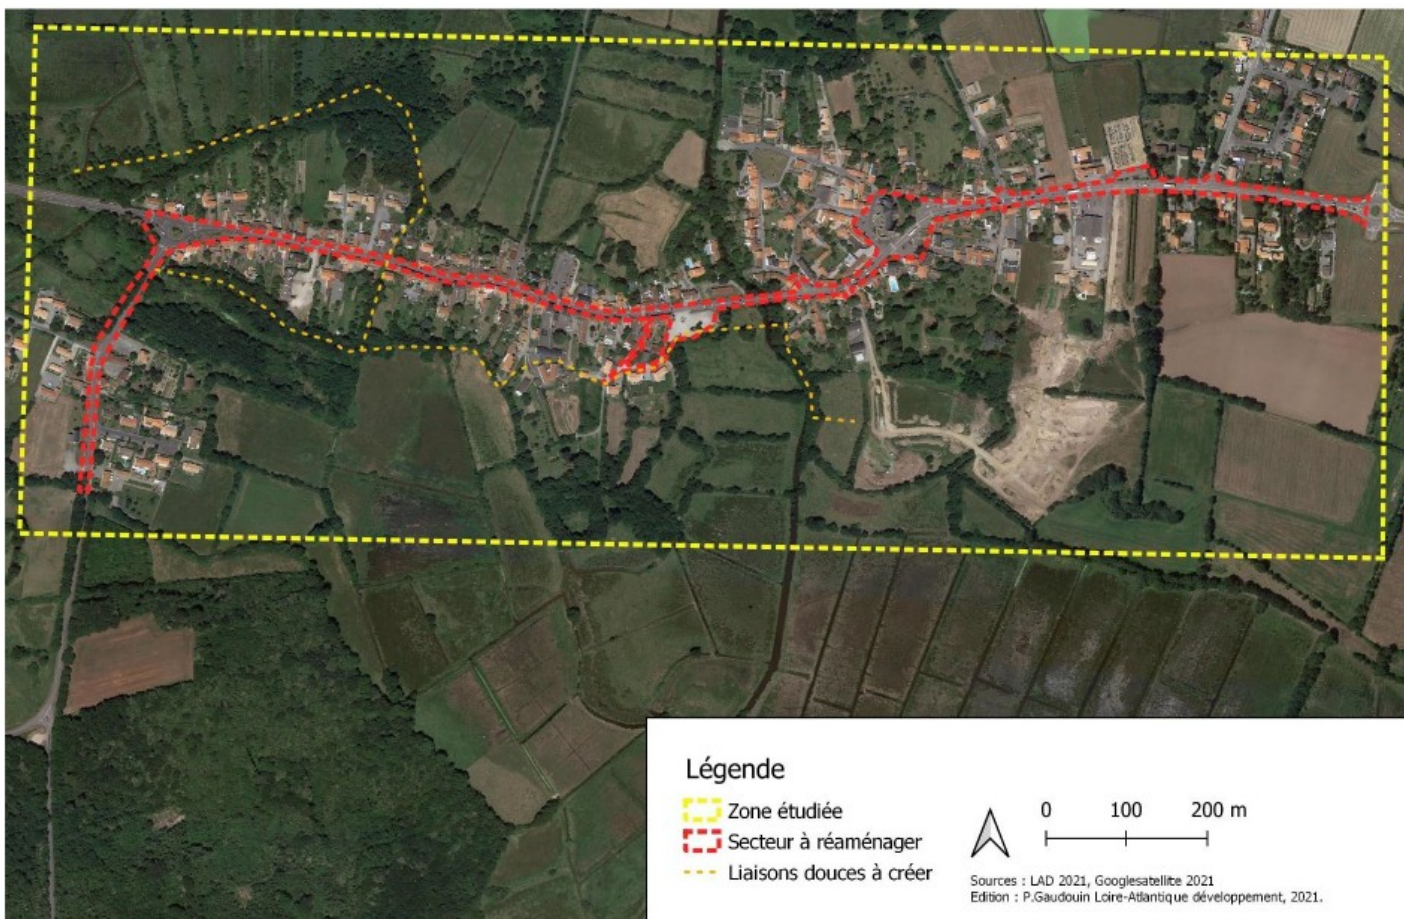 Légende
Zone étudiée
Secteur à réaménager
Liaisons douces à créer
0 100 200 m
Sources : LAD 2021, Googlesatellite 2021
Edition : P.Gaudouin Loire-Atlantique développement, 2021.